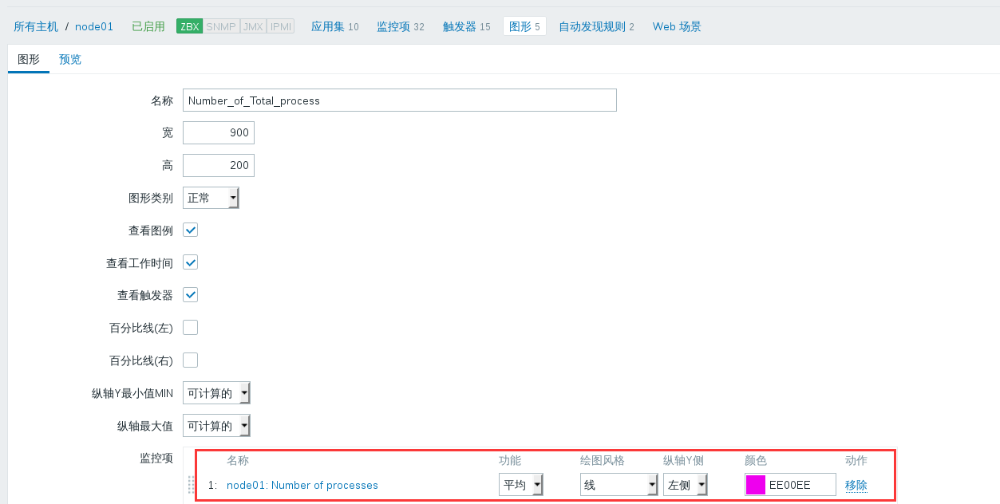 所有主机 / node01 已启用 ZBX SNMP JMX IPMI 应用集 10 监控项 32 触发器 15 图形 5 自动发现规则 2 Web 场景
图形 预览
名称 Number_of_Total_process
宽 900
高 200
图形类别 正常
查看图例
查看工作时间
查看触发器
百分比线(左)
百分比线(右)
纵轴Y最小值MIN 可计算的
纵轴最大值 可计算的
监控项 名称 功能 绘图风格 纵轴Y侧 颜色 动作
1: node01: Number of processes 平均 线 左侧 EE00EE 移除